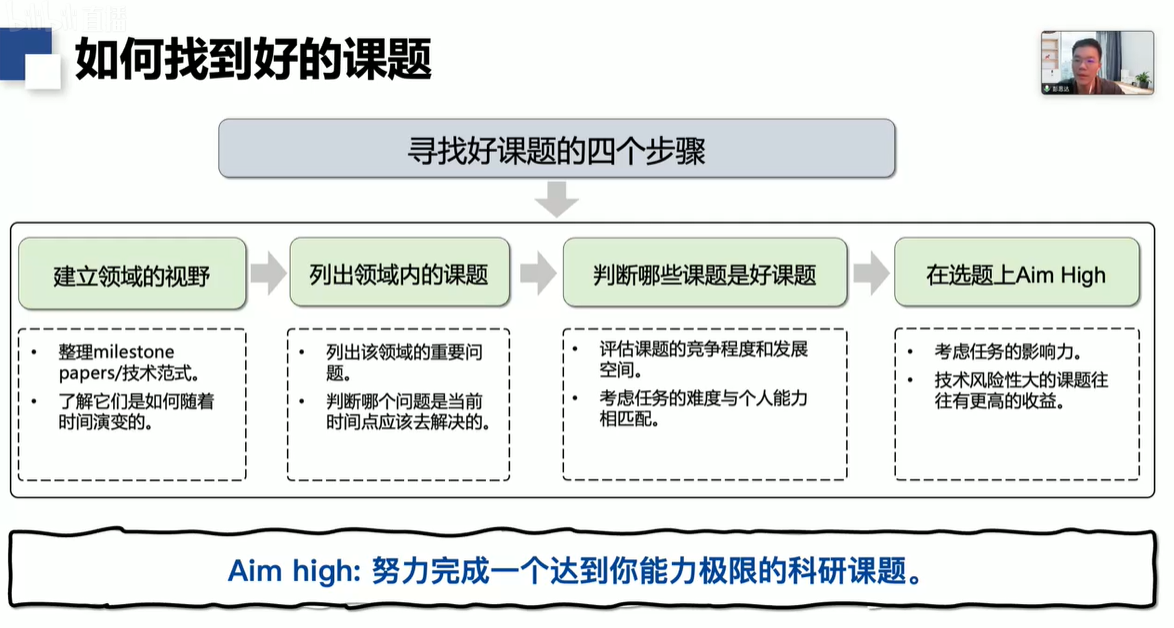 如何找到好的课题
彭思达
寻找好课题的四个步骤
建立领域的视野
列出领域内的课题
判断哪些课题是好课题
在选题上Aim High
• 整理milestone
papers/技术范式。
• 了解它们是如何随着
时间演变的。
• 列出该领域的重要问
题。
• 判断哪个问题是当前
时间点应该去解决的。
• 评估课题的竞争程度和发展
空间。
• 考虑任务的难度与个人能力
相匹配。
• 考虑任务的影响力。
• 技术风险性大的课题往
往有更高的收益。
Aim high: 努力完成一个达到你能力极限的科研课题。